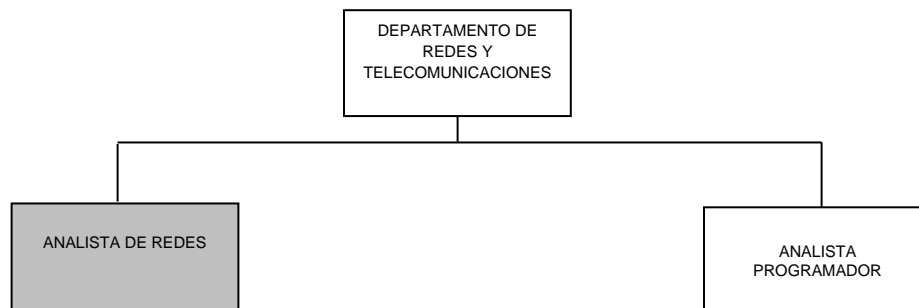 DEPARTAMENTO DE
REDES Y
TELECOMUNICACIONES
ANALISTA DE REDES
ANALISTA
PROGRAMADOR